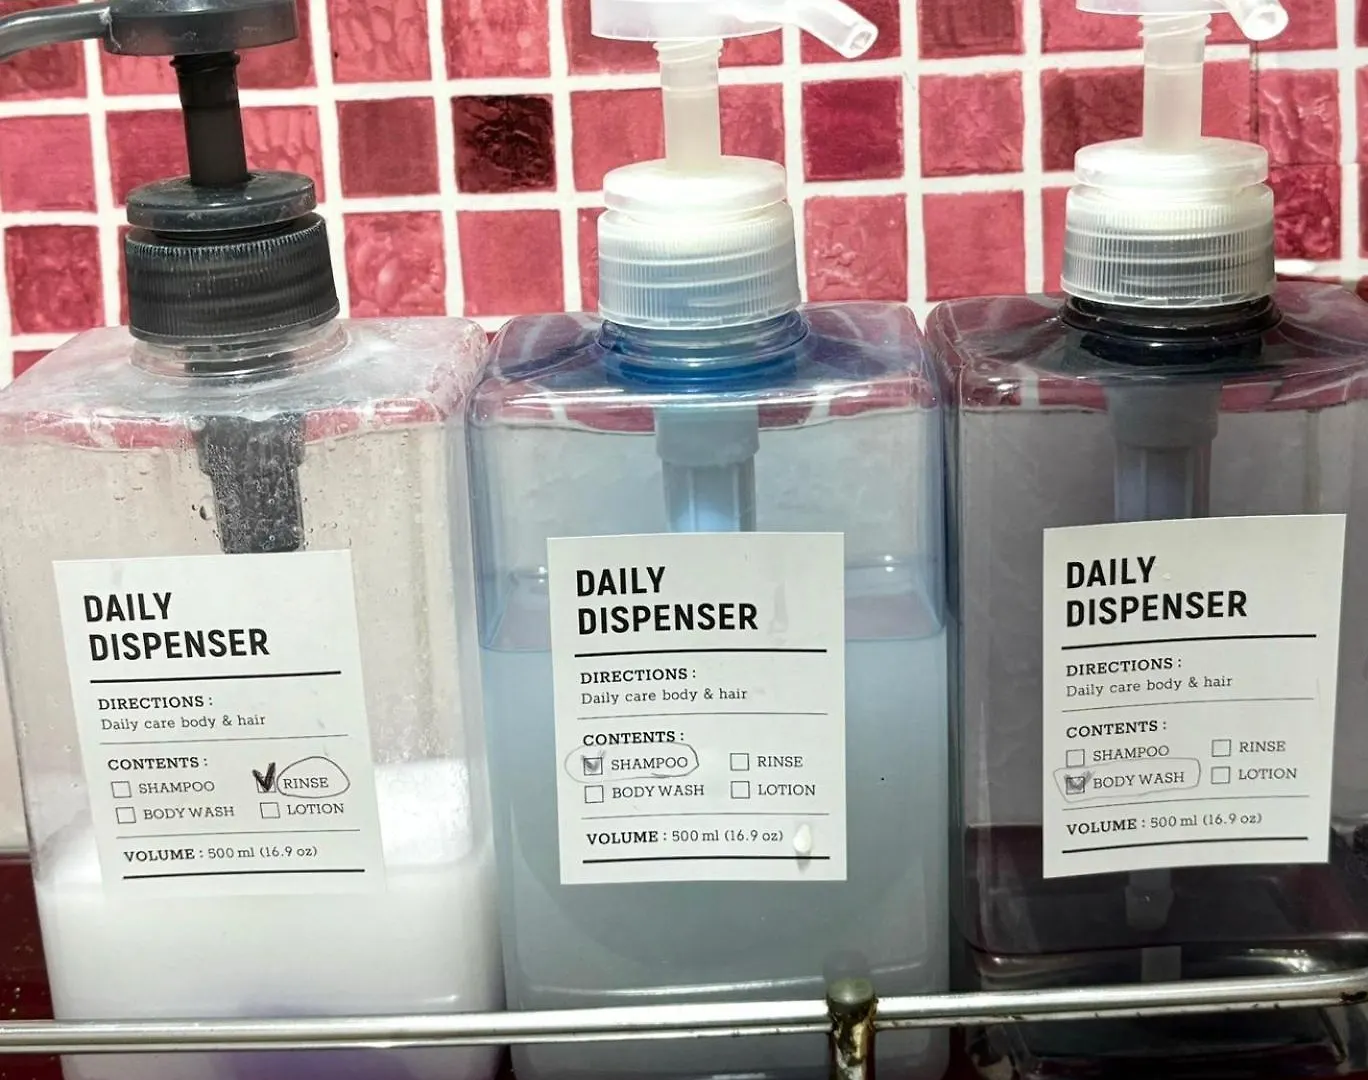 DAILY
DISPENSER
DIRECTIONS :
Daily care body & hair
CONTENTS :
SHAMPOO RINSE
BODY WASH LOTION
VOLUME : 500 ml (16.9 oz)
DAILY
DISPENSER
DIRECTIONS :
Daily care body & hair
CONTENTS :
SHAMPOO RINSE
BODY WASH LOTION
VOLUME : 500 ml (16.9 oz)
DAILY
DISPENSER
DIRECTIONS :
Daily care body & hair
CONTENTS :
SHAMPOO RINSE
BODY WASH LOTION
VOLUME : 500 ml (16.9 oz)